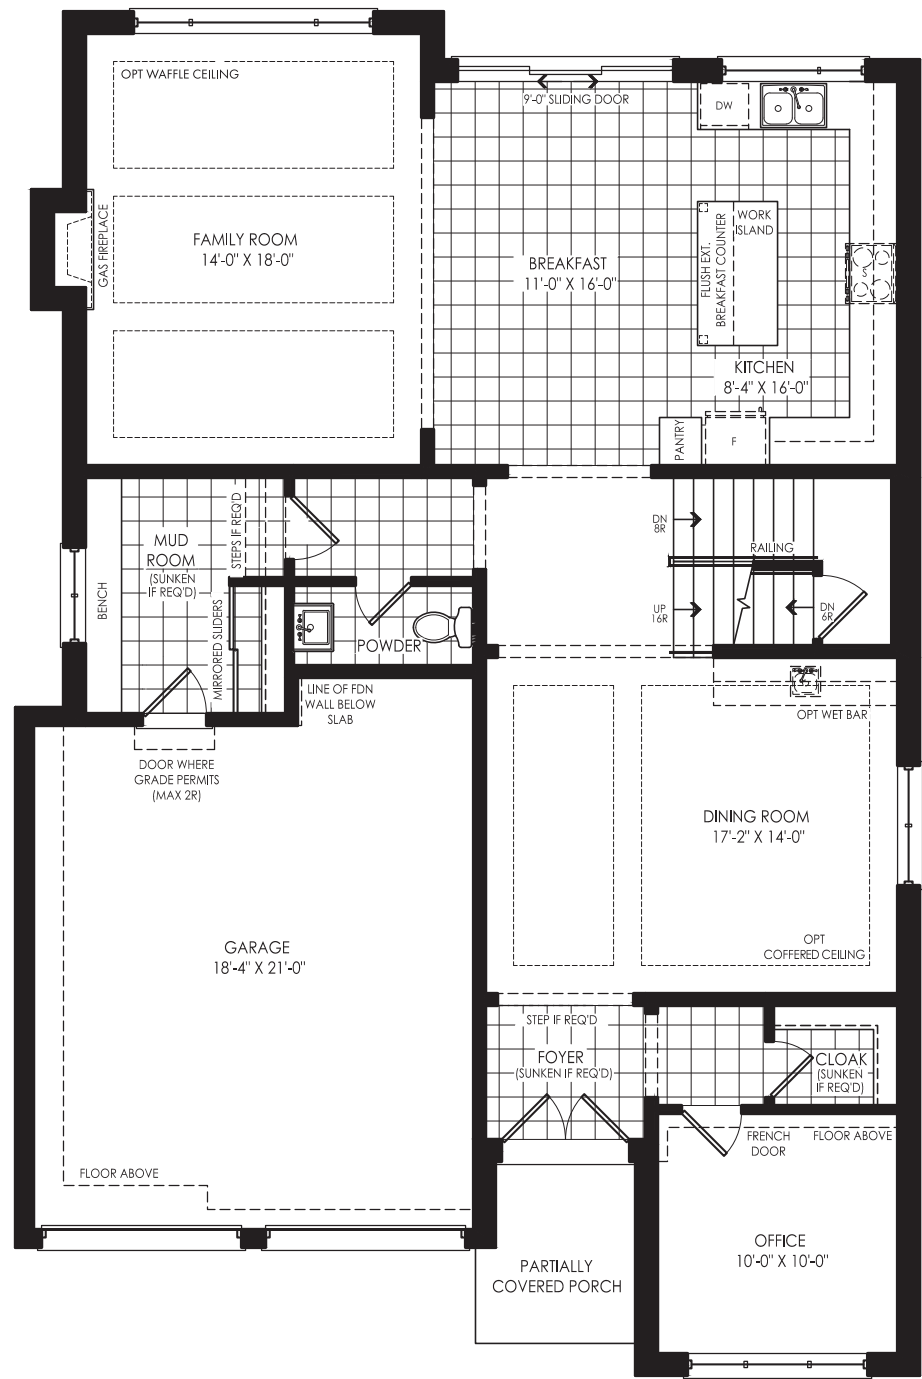 OPT WAFFLE CEILING
9'-0" SLIDING DOOR
DW
GAS FIREPLACE
FAMILY ROOM
14'-0" X 18'-0"
BREAKFAST
11'-0" X 16'-0"
FLUSH EXT.
BREAKFAST COUNTER
WORK
ISLAND
S
KITCHEN
8'-4" X 16'-0"
PANTRY
F
MUD
ROOM
(SUNKEN
IF REQ'D)
STEPS IF REQ'D
BENCH
MIRRORED SLIDERS
POWDER
DN
8R
RAILING
UP
16R
DN
6R
LINE OF FDN
WALL BELOW
SLAB
OPT WET BAR
DOOR WHERE
GRADE PERMITS
(MAX 2R)
DINING ROOM
17'-2" X 14'-0"
OPT
COFFERED CEILING
GARAGE
18'-4" X 21'-0"
STEP IF REQ'D
FOYER
(SUNKEN IF REQ'D)
CLOAK
(SUNKEN
IF REQ'D)
FRENCH
DOOR
FLOOR ABOVE
FLOOR ABOVE
OFFICE
10'-0" X 10'-0"
PARTIALLY
COVERED PORCH